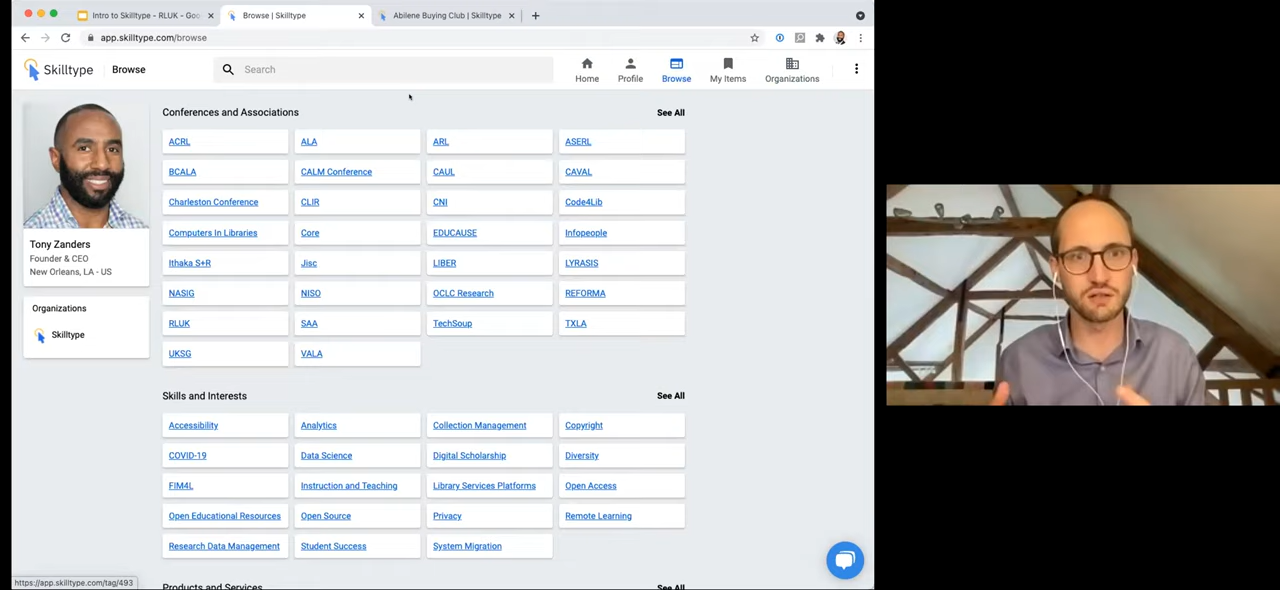 Intro to Skilltype - RLUK - Goo
Browse | Skilltype
Abilene Buying Club | Skilltype
app.skilltype.com/browse
Skilltype
Browse
Search
Home
Profile
Browse
My Items
Organizations
Tony Zanders
Founder & CEO
New Orleans, LA - US
Organizations
Skilltype
Conferences and Associations
See All
ACRL
ALA
ARL
ASERL
BCALA
CALM Conference
CAUL
CAVAL
Charleston Conference
CLIR
CNI
Code4Lib
Computers In Libraries
Core
EDUCAUSE
Infopeople
Ithaka S+R
Jisc
LIBER
LYRASIS
NASIG
NISO
OCLC Research
REFORMA
RLUK
SAA
TechSoup
TXLA
UKSG
VALA
Skills and Interests
See All
Accessibility
Analytics
Collection Management
Copyright
COVID-19
Data Science
Digital Scholarship
Diversity
FIM4L
Instruction and Teaching
Library Services Platforms
Open Access
Open Educational Resources
Open Source
Privacy
Remote Learning
Research Data Management
Student Success
System Migration
Products and Services
See All
https://app.skilltype.com/tag/493